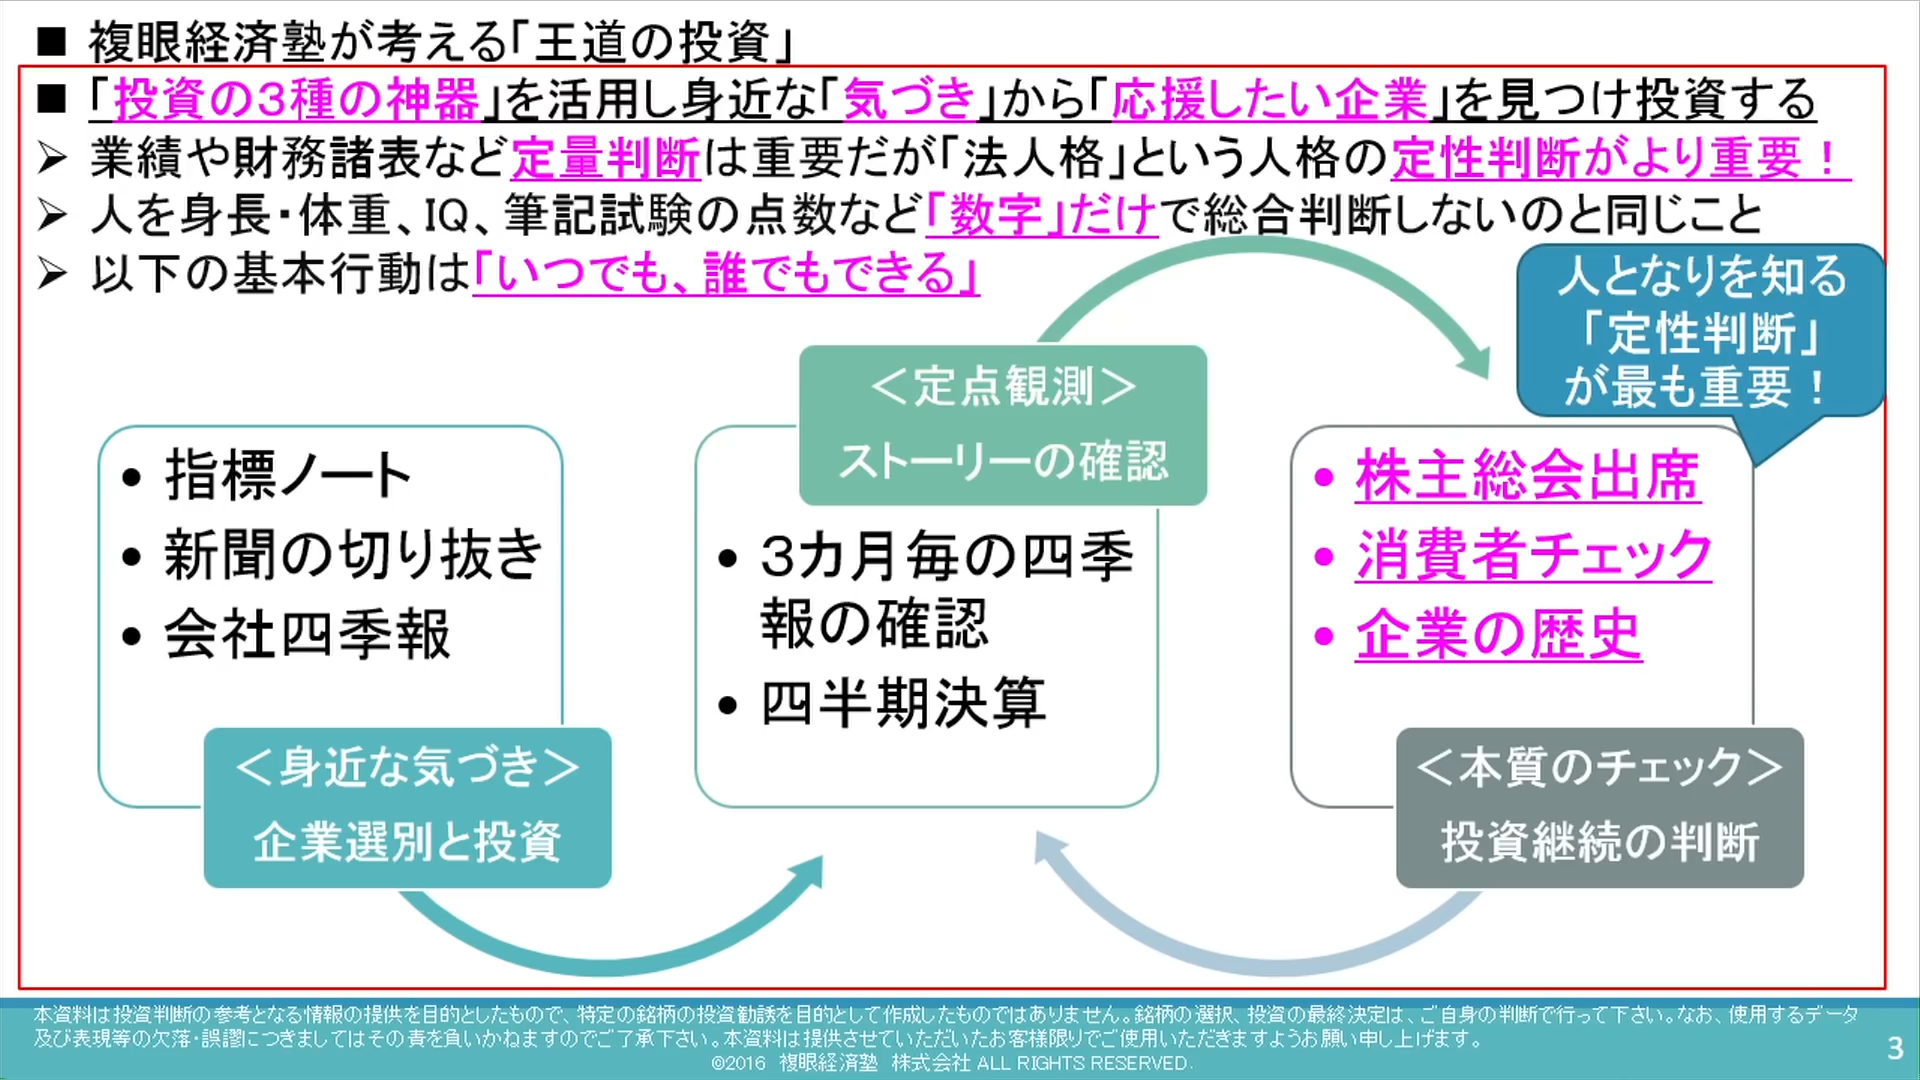 ■ 複眼経済塾が考える「王道の投資」
■ 「投資の３種の神器」を活用し身近な「気づき」から「応援したい企業」を見つけ投資する
➢ 業績や財務諸表など定量判断は重要だが「法人格」という人格の定性判断がより重要！
➢ 人を身長・体重、IQ、筆記試験の点数など「数字」だけで総合判断しないのと同じこと
➢ 以下の基本行動は「いつでも、誰でもできる」
人となりを知る
「定性判断」
が最も重要！
• 指標ノート
• 新聞の切り抜き
• 会社四季報
＜身近な気づき＞
企業選別と投資
＜定点観測＞
ストーリーの確認
• ３カ月毎の四季
報の確認
• 四半期決算
• 株主総会出席
• 消費者チェック
• 企業の歴史
＜本質のチェック＞
投資継続の判断
本資料は投資判断の参考となる情報の提供を目的としたもので、特定の銘柄の投資勧誘を目的として作成したものではありません。銘柄の選択、投資の最終決定は、ご自身の判断で行って下さい。なお、使用するデータ
及び表現等の欠落・誤謬につきましてはその責を負いかねますのでご了承下さい。本資料は提供させていただいたお客様限りでご使用いただきますようお願い申し上げます。
©2016 複眼経済塾 株式会社 ALL RIGHTS RESERVED.
3